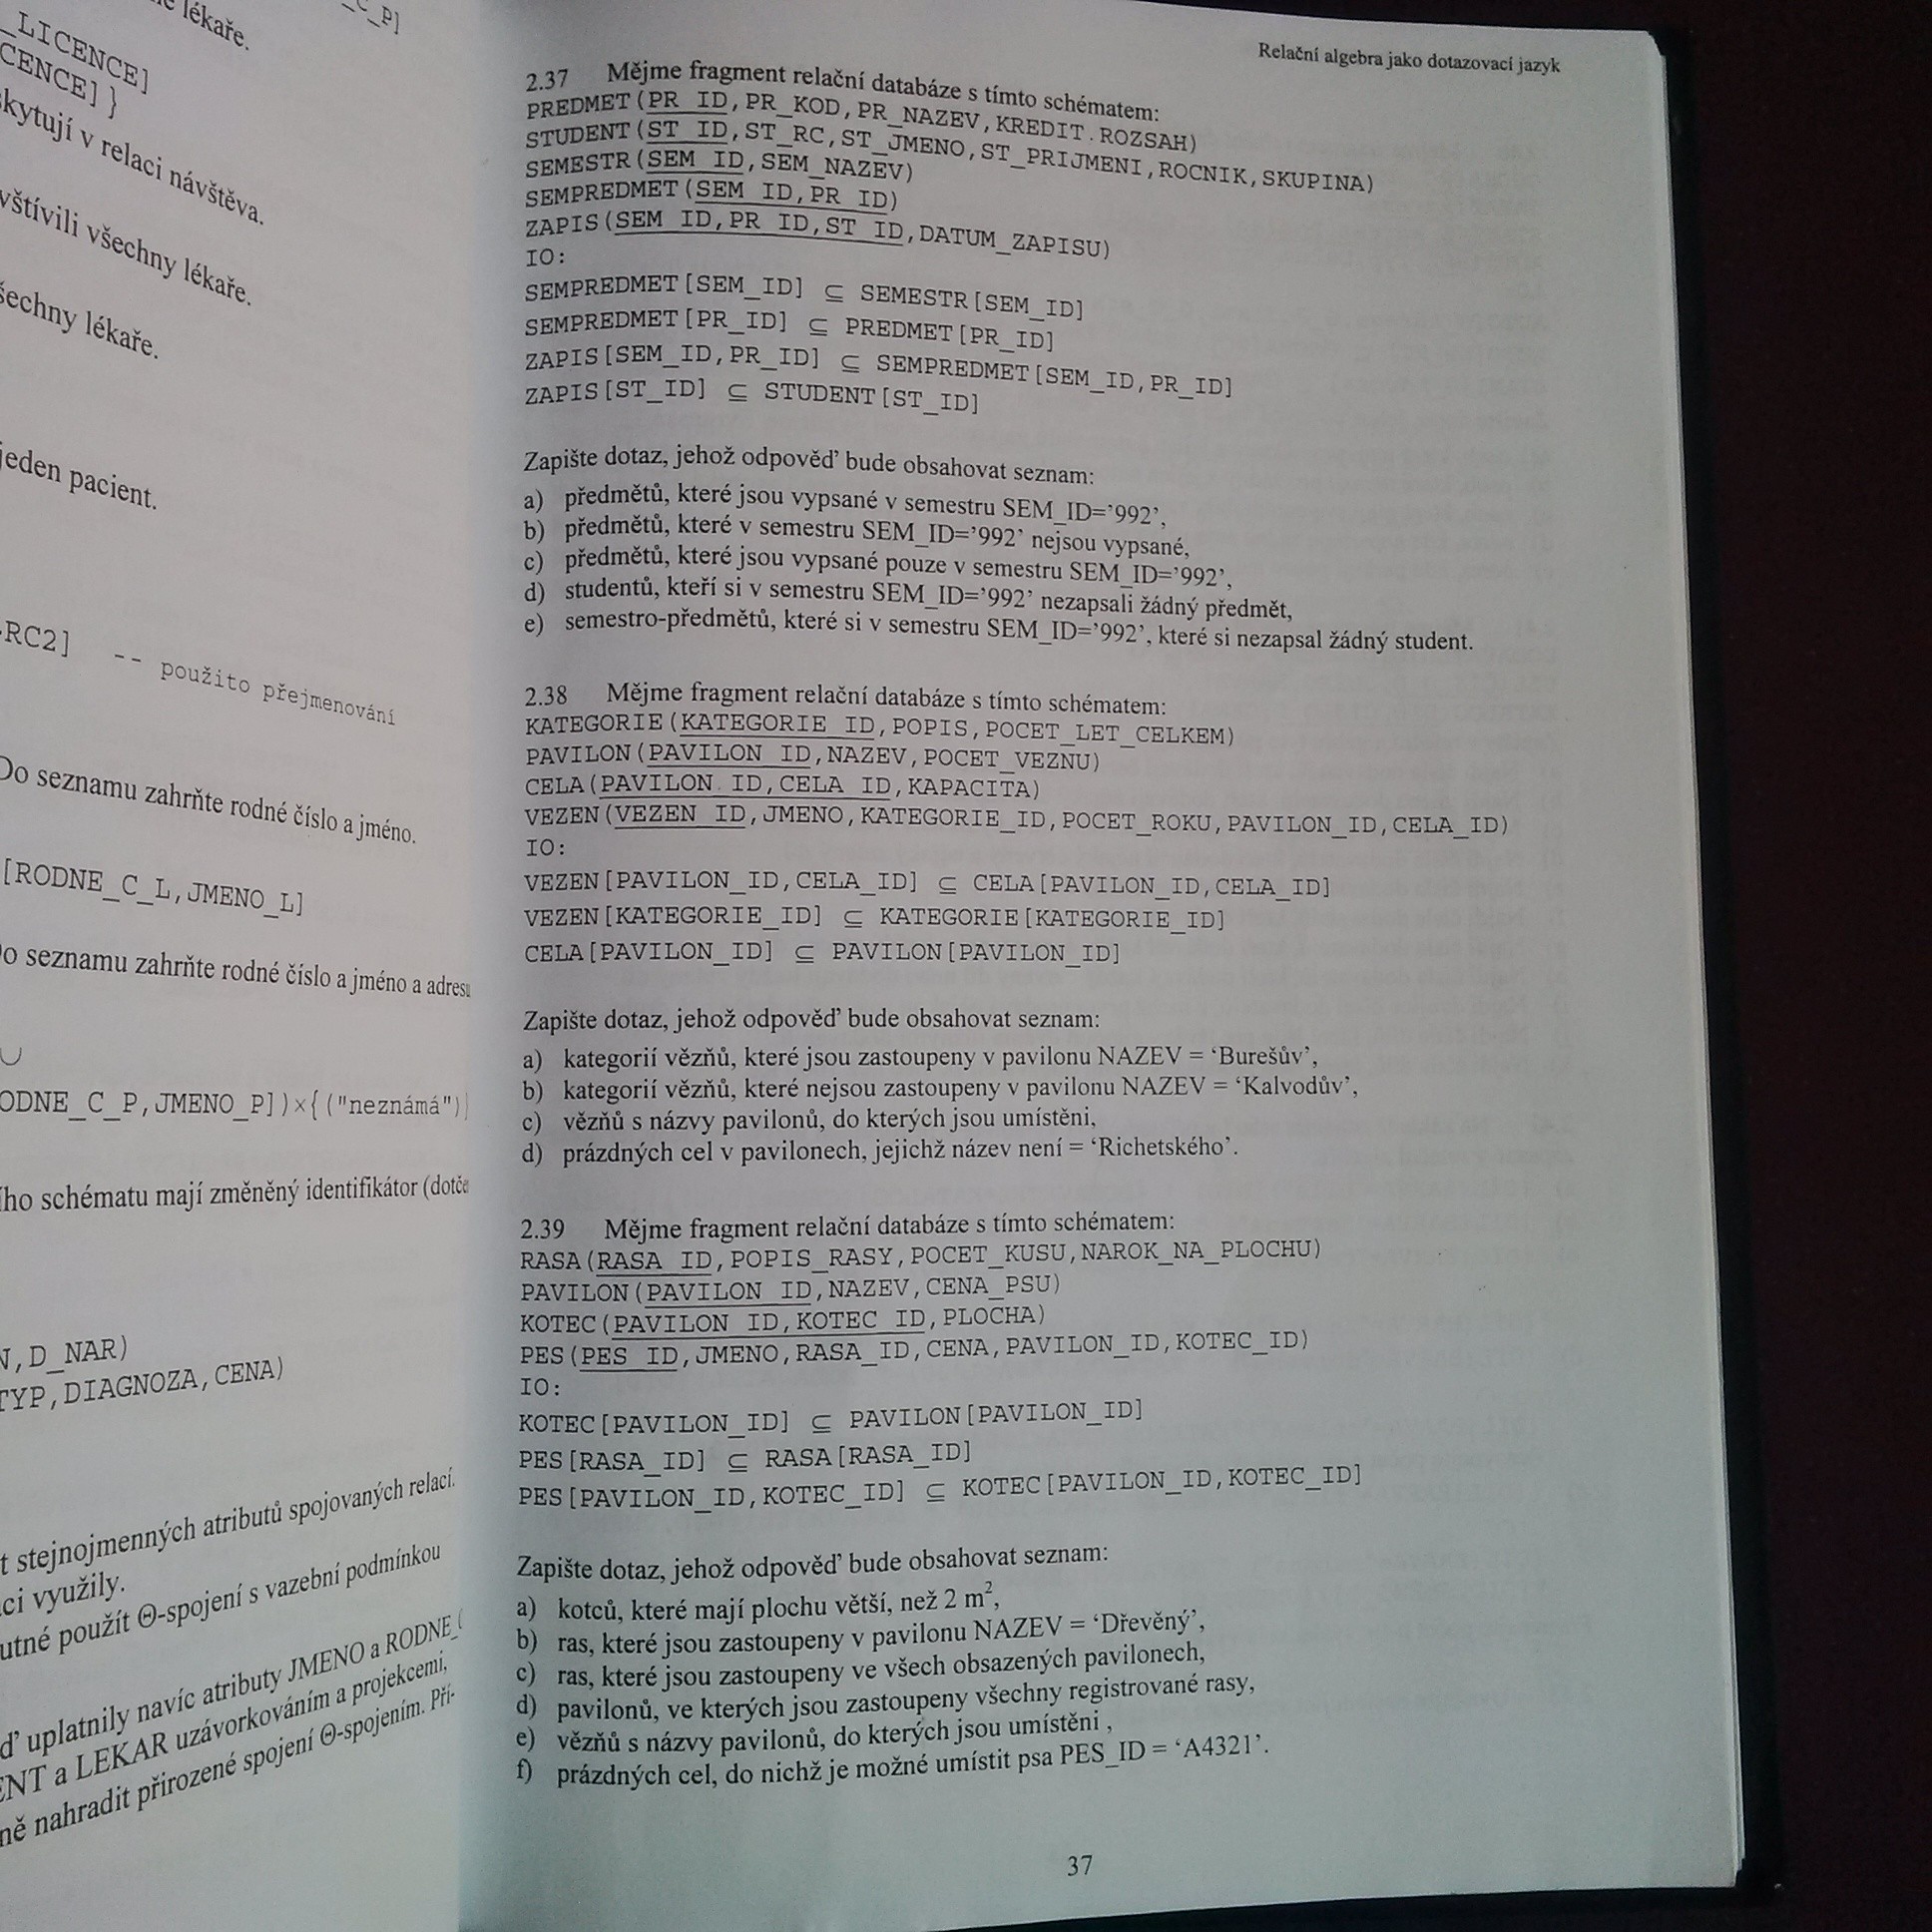 lékaře.
_C_P]
_LICENCE]
CENCE] }
skytují v relaci návštěva.
vštívili všechny lékaře.
šechny lékaře.
jeden pacient.
RC2] -- použito přejmenování
Do seznamu zahrňte rodné číslo a jméno.
[RODNE_C_L,JMENO_L]
Do seznamu zahrňte rodné číslo a jméno a adresu
∪
ODNE_C_P,JMENO_P])×{("neznámá")}
ího schématu mají změněný identifikátor (dotče
N,D_NAR)
TYP,DIAGNOZA,CENA)
t stejnojmenných atributů spojovaných relací.
ci využily.
utné použít Θ-spojení s vazební podmínkou
ď uplatnily navíc atributy JMENO a RODNE_
ENT a LEKAR uzávorkováním a projekcemi,
ně nahradit přirozené spojení Θ-spojením. Pří-
Relační algebra jako dotazovací jazyk
2.37 Mějme fragment relační databáze s tímto schématem:
PREDMET(PR_ID,PR_KOD,PR_NAZEV,KREDIT.ROZSAH)
STUDENT(ST_ID,ST_RC,ST_JMENO,ST_PRIJMENI,ROCNIK,SKUPINA)
SEMESTR(SEM_ID,SEM_NAZEV)
SEMPREDMET(SEM_ID,PR_ID)
ZAPIS(SEM_ID,PR_ID,ST_ID,DATUM_ZAPISU)
IO:
SEMPREDMET[SEM_ID] ⊆ SEMESTR[SEM_ID]
SEMPREDMET[PR_ID] ⊆ PREDMET[PR_ID]
ZAPIS[SEM_ID,PR_ID] ⊆ SEMPREDMET[SEM_ID,PR_ID]
ZAPIS[ST_ID] ⊆ STUDENT[ST_ID]
Zapište dotaz, jehož odpověď bude obsahovat seznam:
a) předmětů, které jsou vypsané v semestru SEM_ID=’992’,
b) předmětů, které v semestru SEM_ID=’992’ nejsou vypsané,
c) předmětů, které jsou vypsané pouze v semestru SEM_ID=’992’,
d) studentů, kteří si v semestru SEM_ID=’992’ nezapsali žádný předmět,
e) semestro-předmětů, které si v semestru SEM_ID=’992’, které si nezapsal žádný student.
2.38 Mějme fragment relační databáze s tímto schématem:
KATEGORIE(KATEGORIE_ID,POPIS,POCET_LET_CELKEM)
PAVILON(PAVILON_ID,NAZEV,POCET_VEZNU)
CELA(PAVILON_ID,CELA_ID,KAPACITA)
VEZEN(VEZEN_ID,JMENO,KATEGORIE_ID,POCET_ROKU,PAVILON_ID,CELA_ID)
IO:
VEZEN[PAVILON_ID,CELA_ID] ⊆ CELA[PAVILON_ID,CELA_ID]
VEZEN[KATEGORIE_ID] ⊆ KATEGORIE[KATEGORIE_ID]
CELA[PAVILON_ID] ⊆ PAVILON[PAVILON_ID]
Zapište dotaz, jehož odpověď bude obsahovat seznam:
a) kategorií vězňů, které jsou zastoupeny v pavilonu NAZEV = ‘Burešův’,
b) kategorií vězňů, které nejsou zastoupeny v pavilonu NAZEV = ‘Kalvodův’,
c) vězňů s názvy pavilonů, do kterých jsou umístěni,
d) prázdných cel v pavilonech, jejichž název není = ‘Richetského’.
2.39 Mějme fragment relační databáze s tímto schématem:
RASA(RASA_ID,POPIS_RASY,POCET_KUSU,NAROK_NA_PLOCHU)
PAVILON(PAVILON_ID,NAZEV,CENA_PSU)
KOTEC(PAVILON_ID,KOTEC_ID,PLOCHA)
PES(PES_ID,JMENO,RASA_ID,CENA,PAVILON_ID,KOTEC_ID)
IO:
KOTEC[PAVILON_ID] ⊆ PAVILON[PAVILON_ID]
PES[RASA_ID] ⊆ RASA[RASA_ID]
PES[PAVILON_ID,KOTEC_ID] ⊆ KOTEC[PAVILON_ID,KOTEC_ID]
Zapište dotaz, jehož odpověď bude obsahovat seznam:
a) kotců, které mají plochu větší, než 2 m²,
b) ras, které jsou zastoupeny v pavilonu NAZEV = ‘Dřevěný’,
c) ras, které jsou zastoupeny ve všech obsazených pavilonech,
d) pavilonů, ve kterých jsou zastoupeny všechny registrované rasy,
e) vězňů s názvy pavilonů, do kterých jsou umístěni ,
f) prázdných cel, do nichž je možné umístit psa PES_ID = ‘A4321’.
37